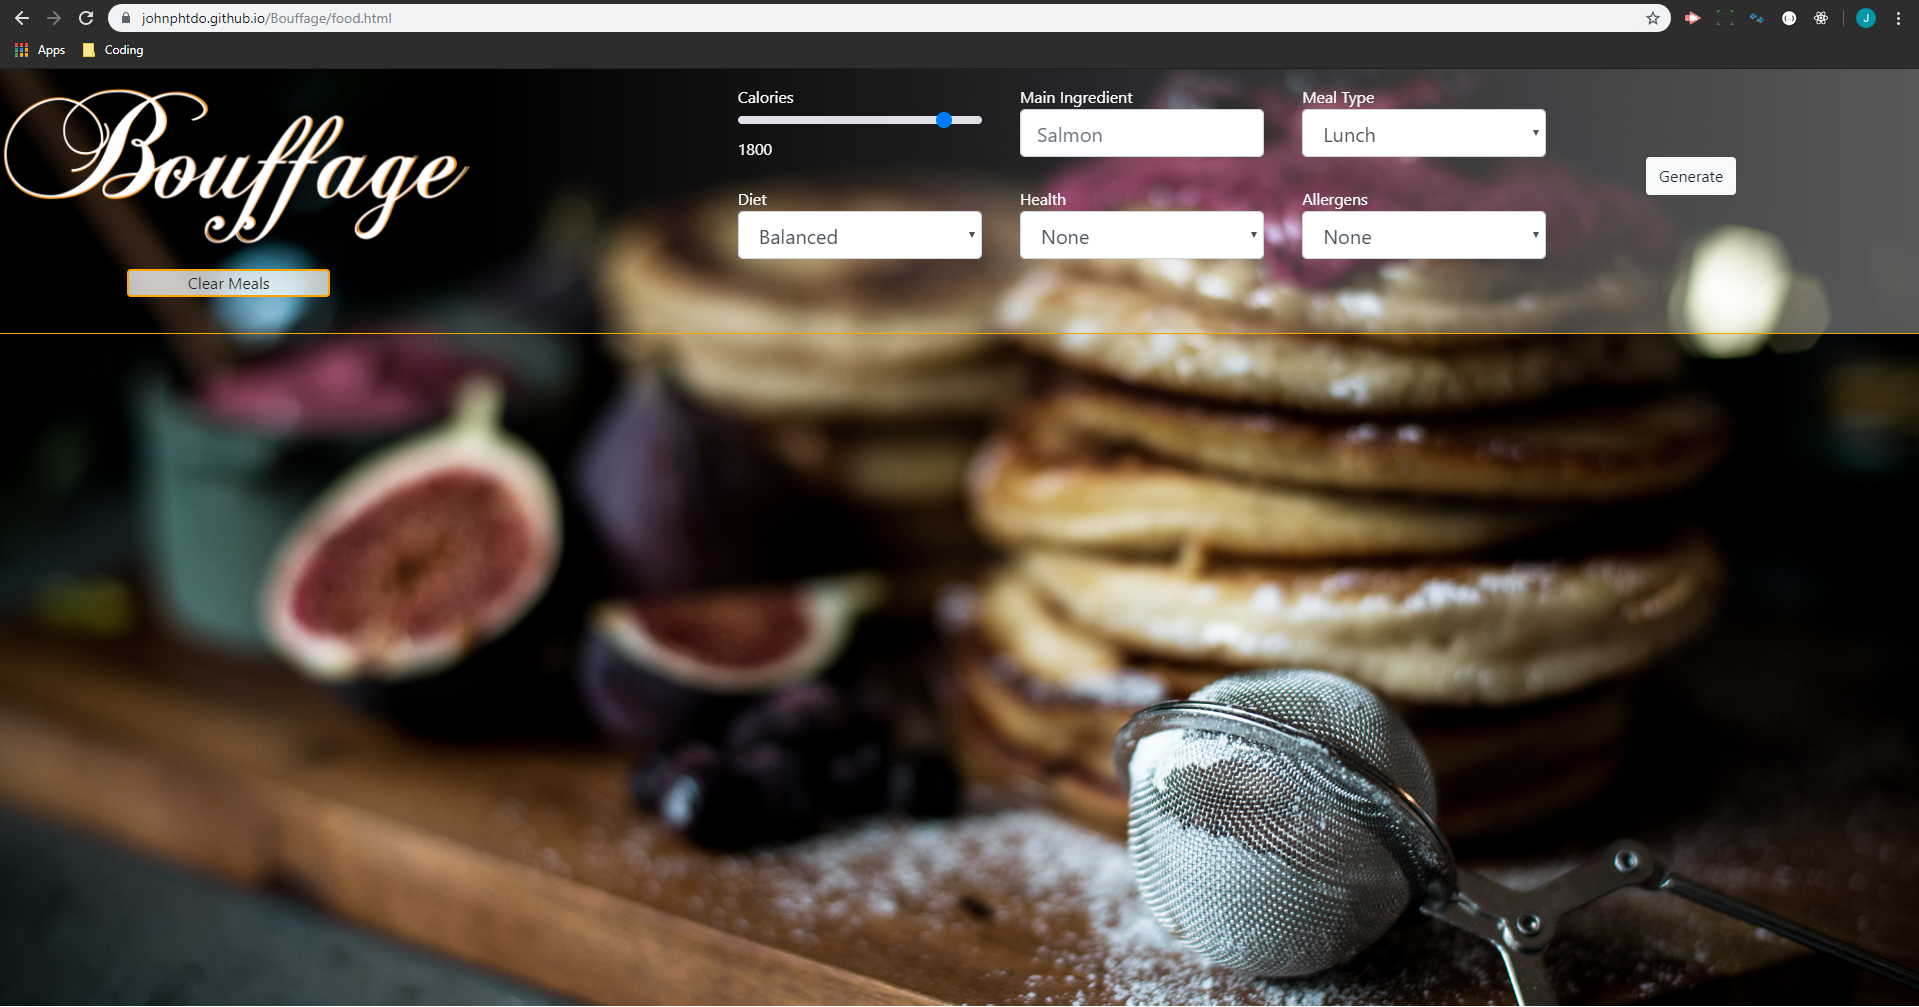 johnphtdo.github.io/Bouffage/food.html
J
Apps
Coding
Bouffage
Clear Meals
Calories
1800
Main Ingredient
Salmon
Meal Type
Lunch
Diet
Balanced
Health
None
Allergens
None
Generate